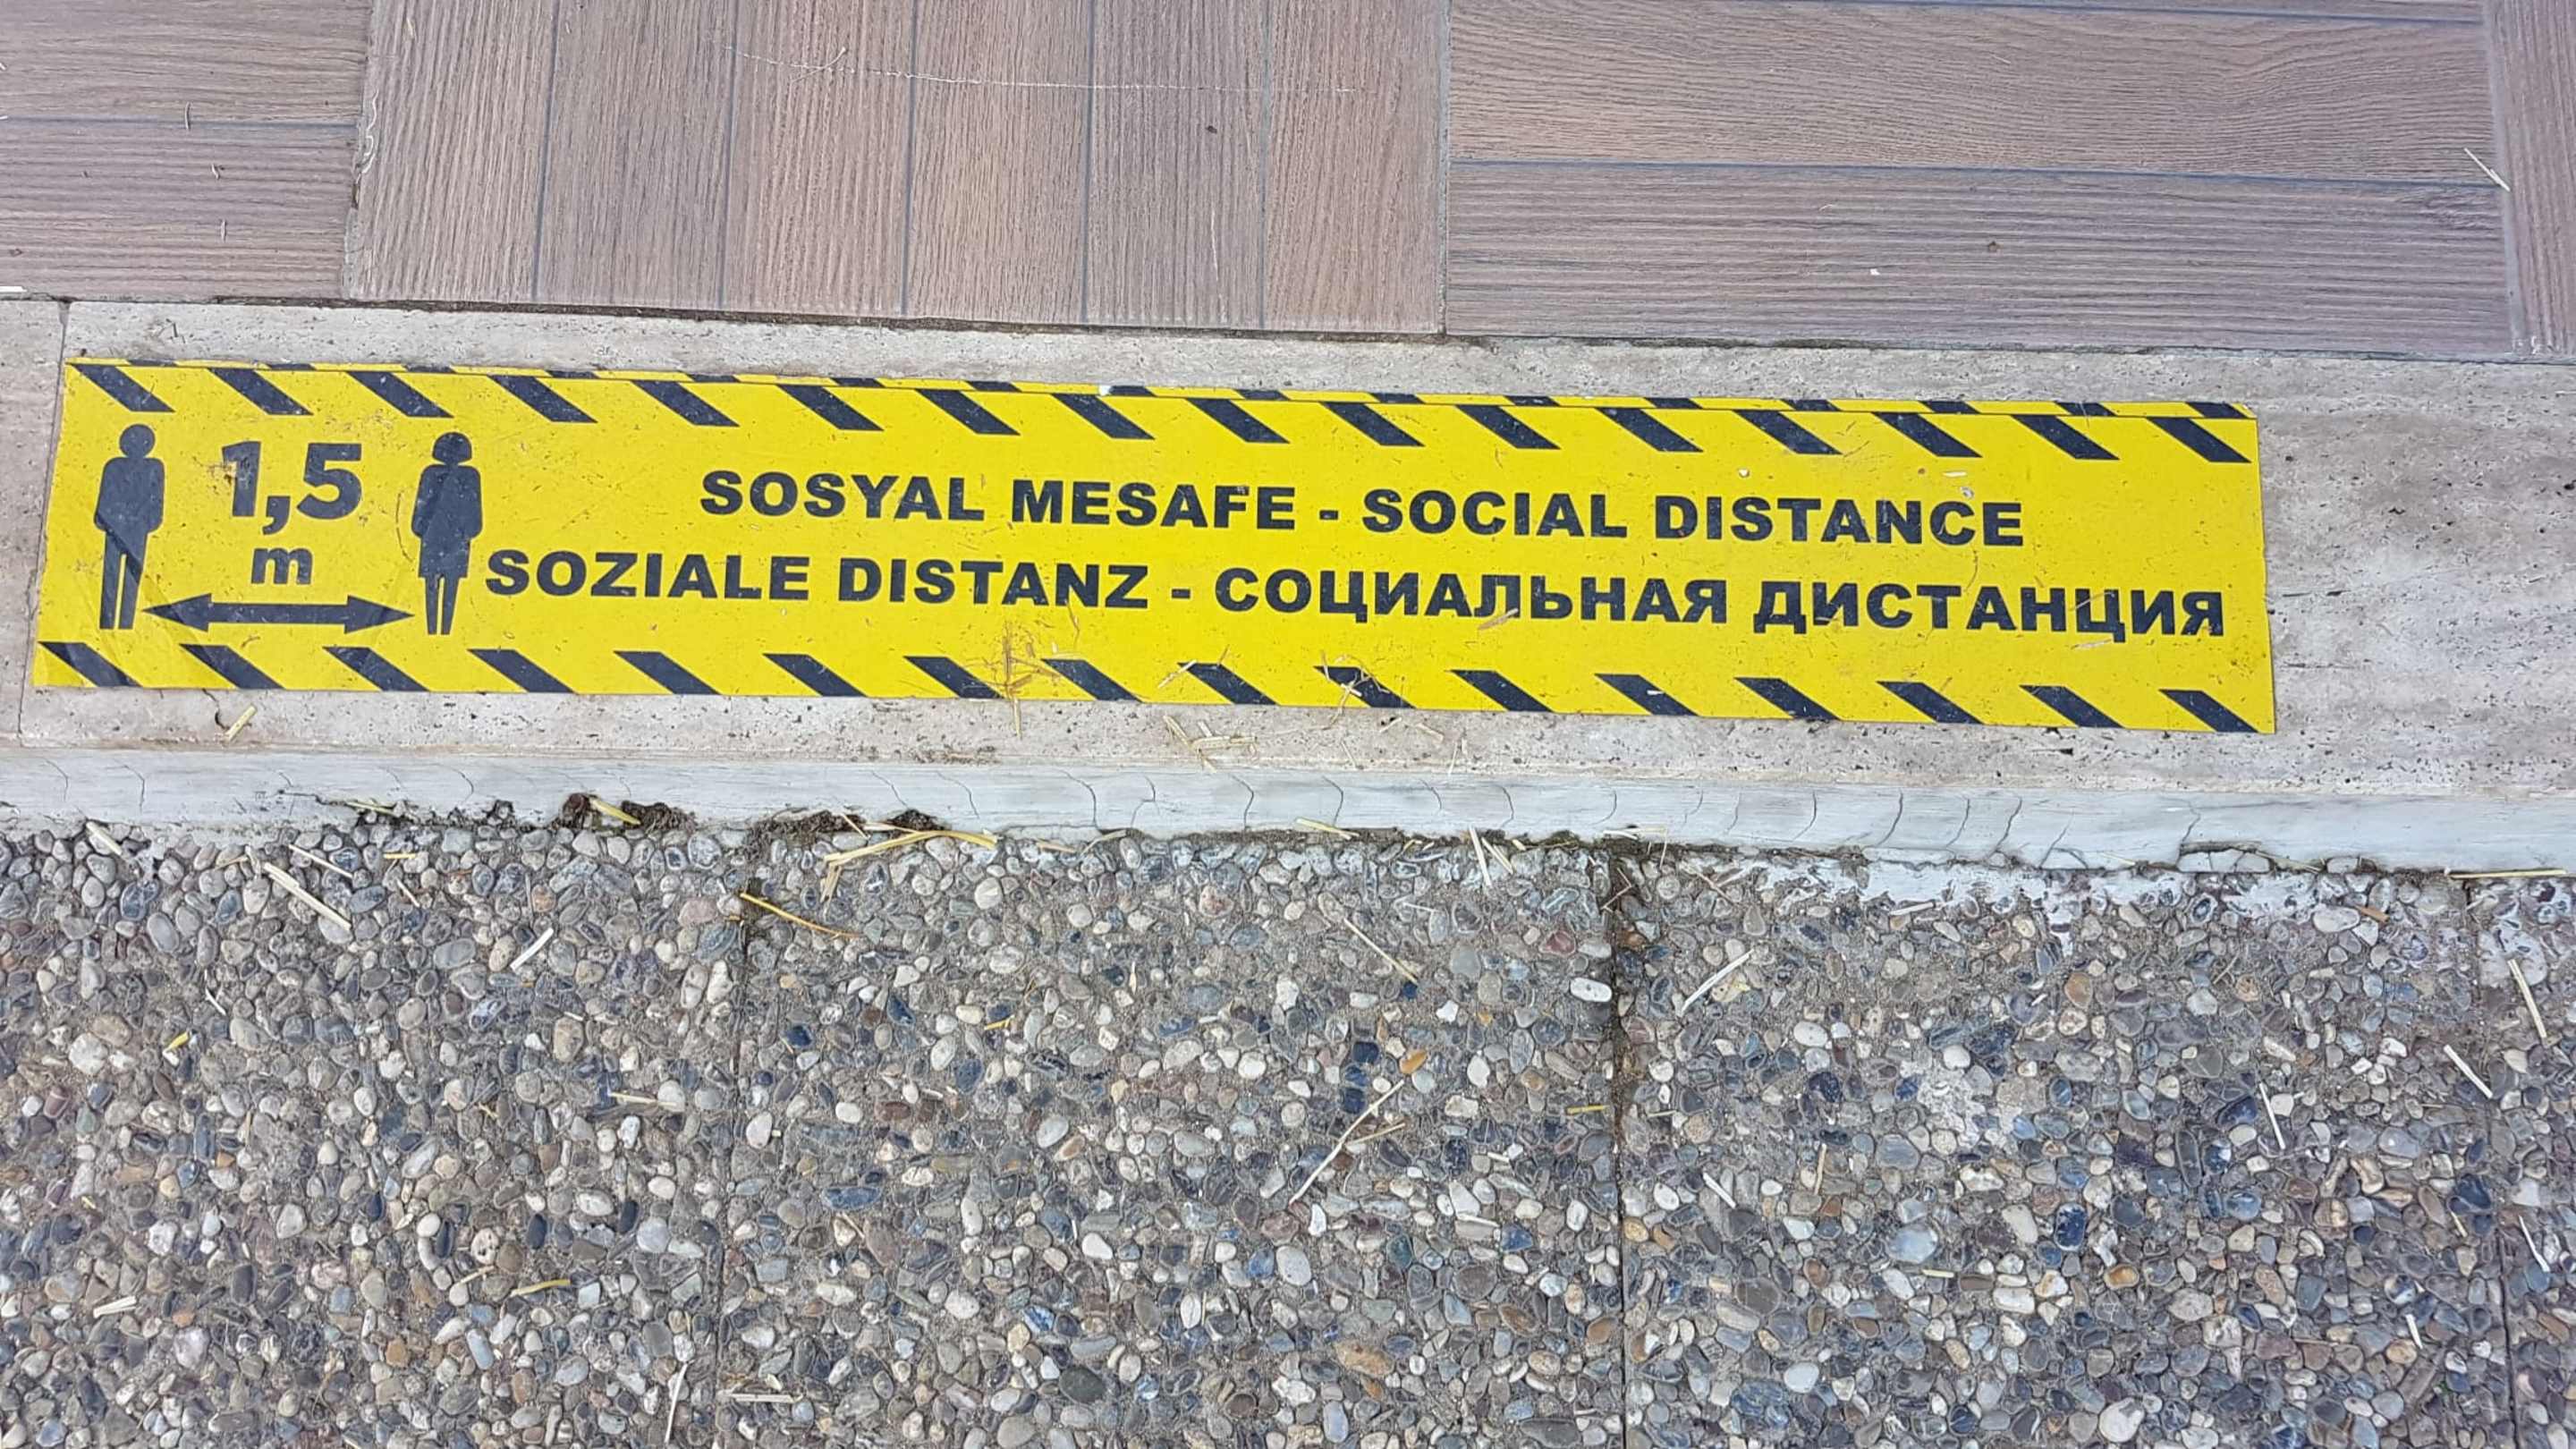 1,5
m
SOSYAL MESAFE - SOCIAL DISTANCE
SOZIALE DISTANZ - СОЦИАЛЬНАЯ ДИСТАНЦИЯ